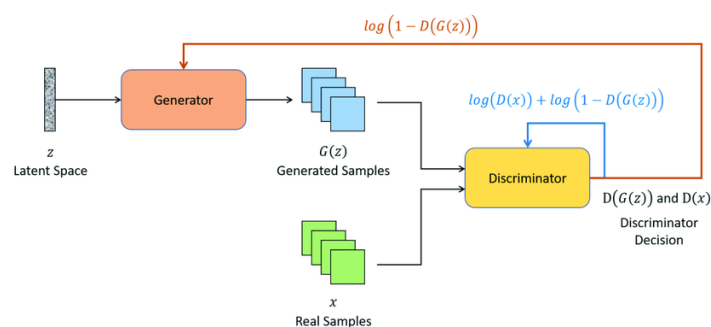 log(1 − D(G(z)))
Generator
z
Latent Space
G(z)
Generated Samples
log(D(x)) + log(1 − D(G(z)))
Discriminator
D(G(z)) and D(x)
Discriminator
Decision
x
Real Samples